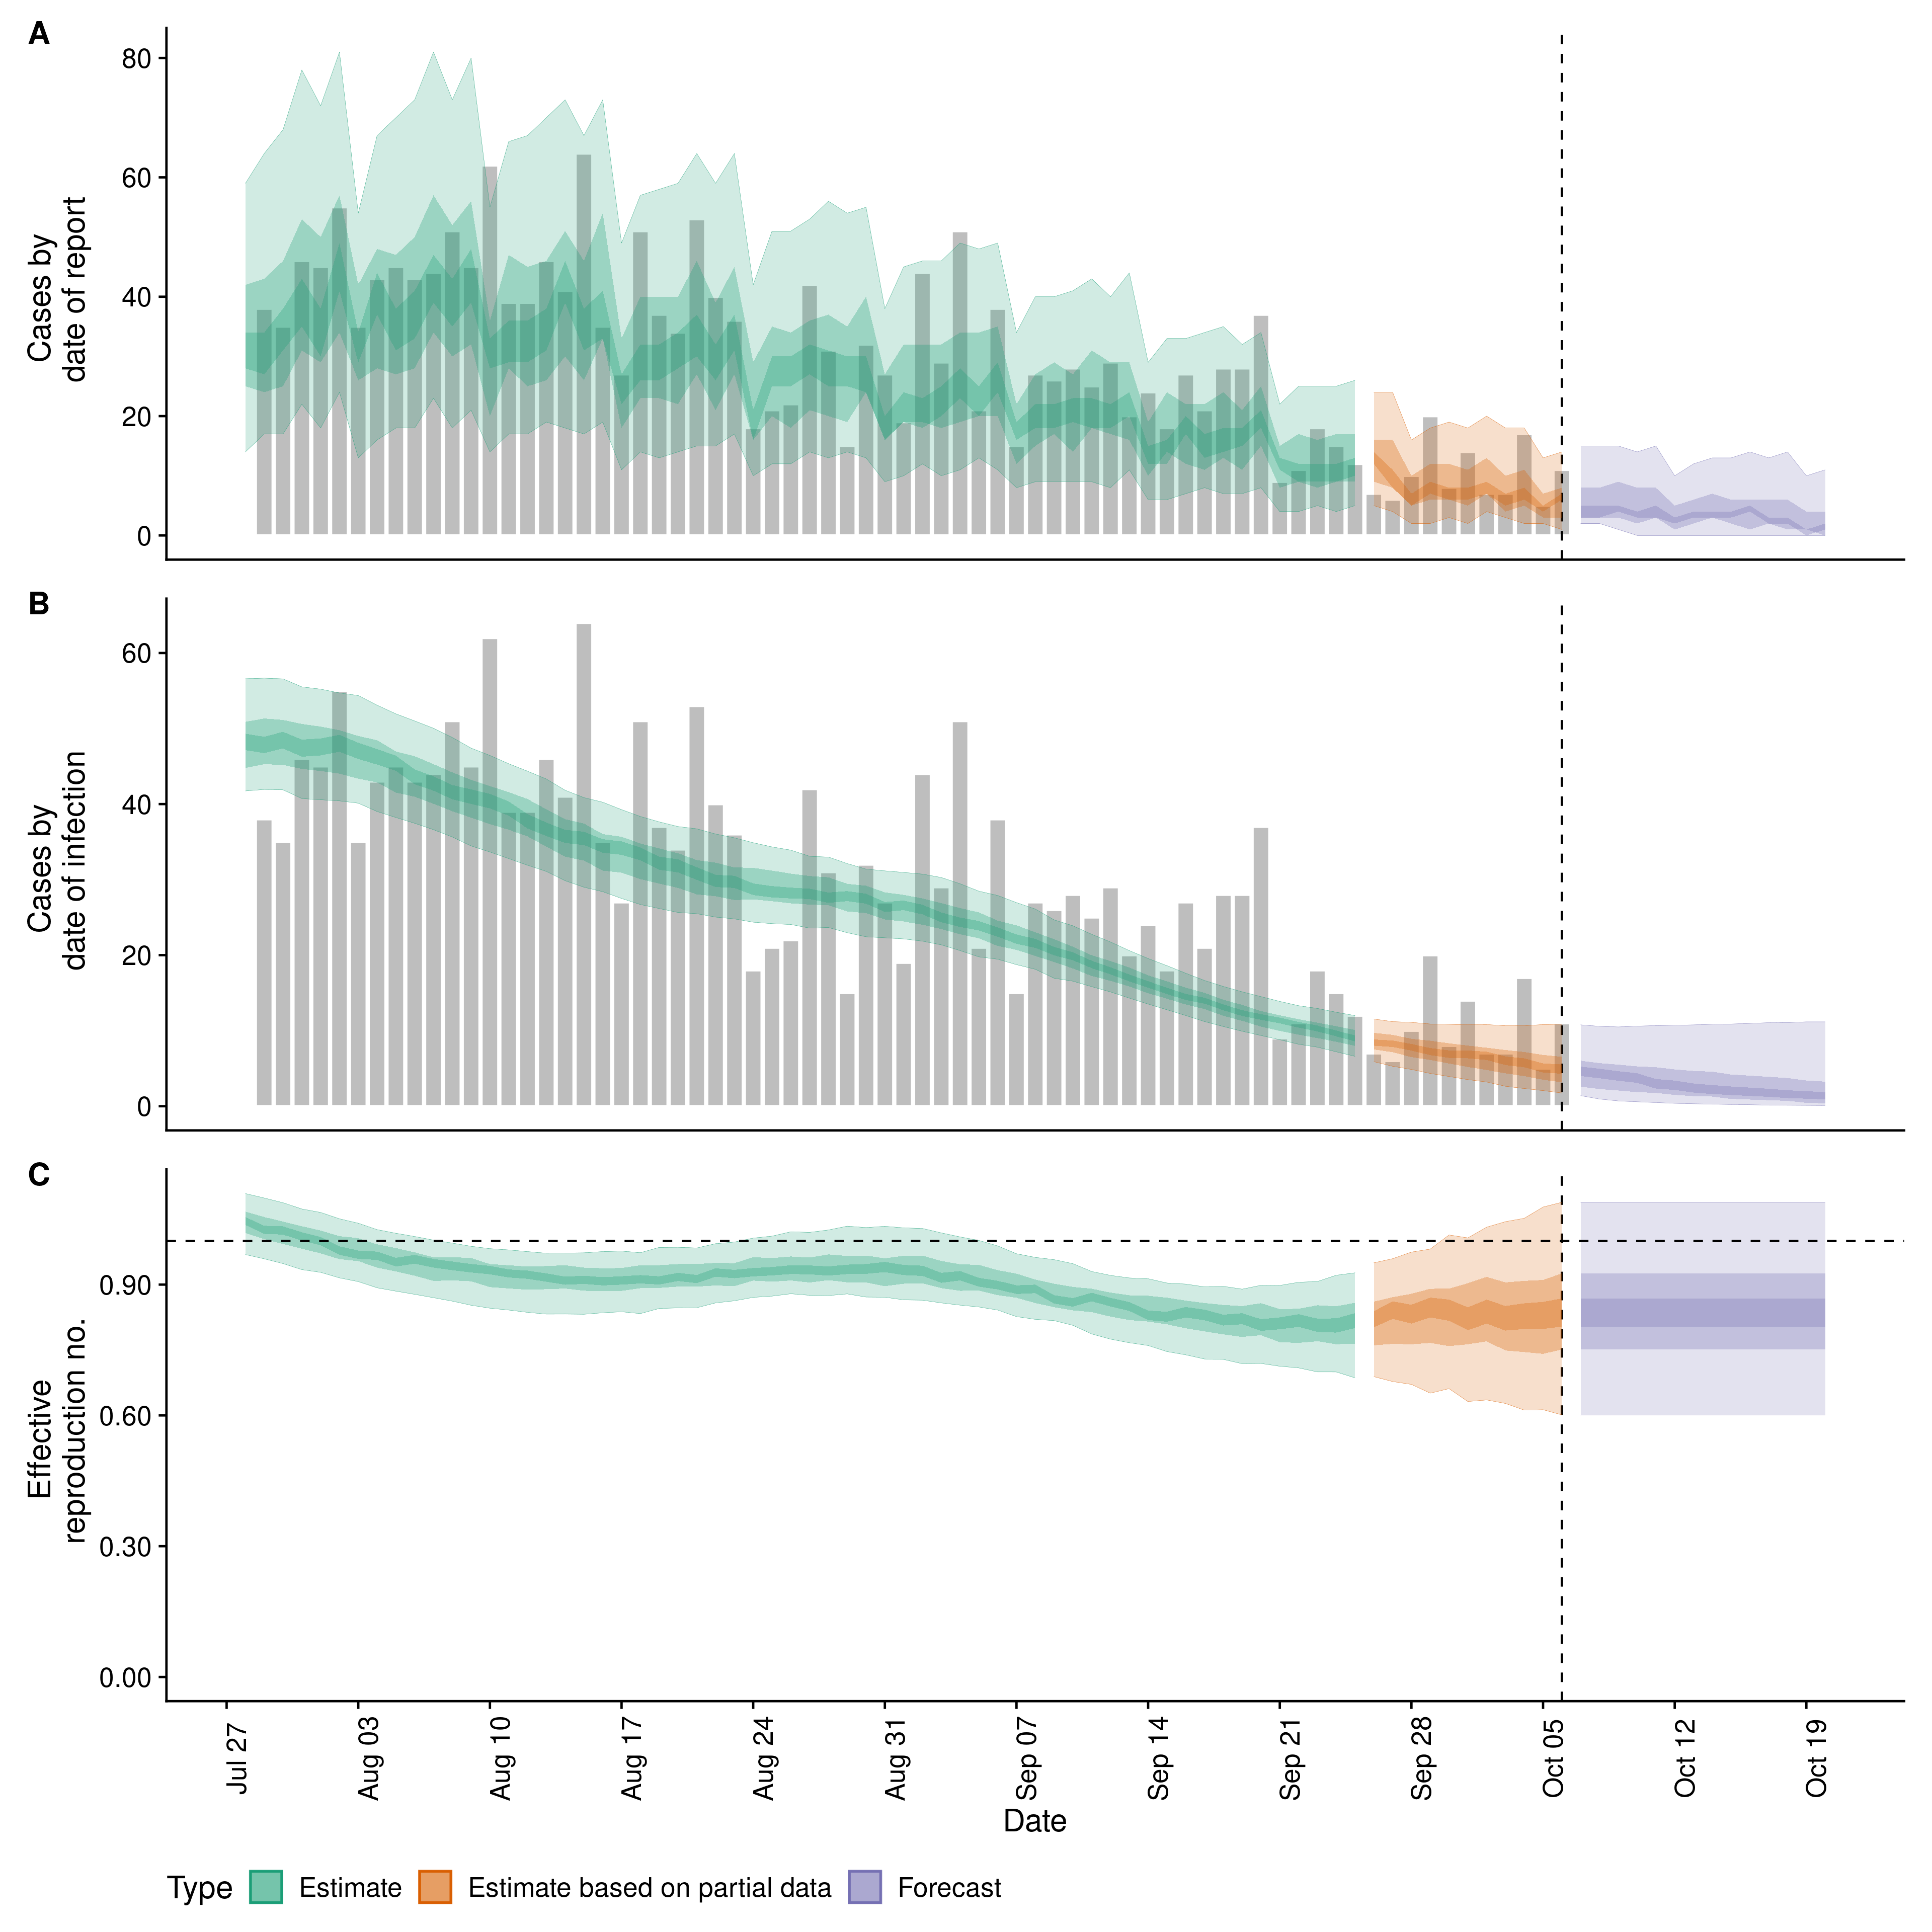 A
Cases by
date of report
80
60
40
20
0
B
Cases by
date of infection
60
40
20
0
C
Effective
reproduction no.
0.90
0.60
0.30
0.00
Jul 27
Aug 03
Aug 10
Aug 17
Aug 24
Aug 31
Sep 07
Sep 14
Sep 21
Sep 28
Oct 05
Oct 12
Oct 19
Date
Type Estimate Estimate based on partial data Forecast